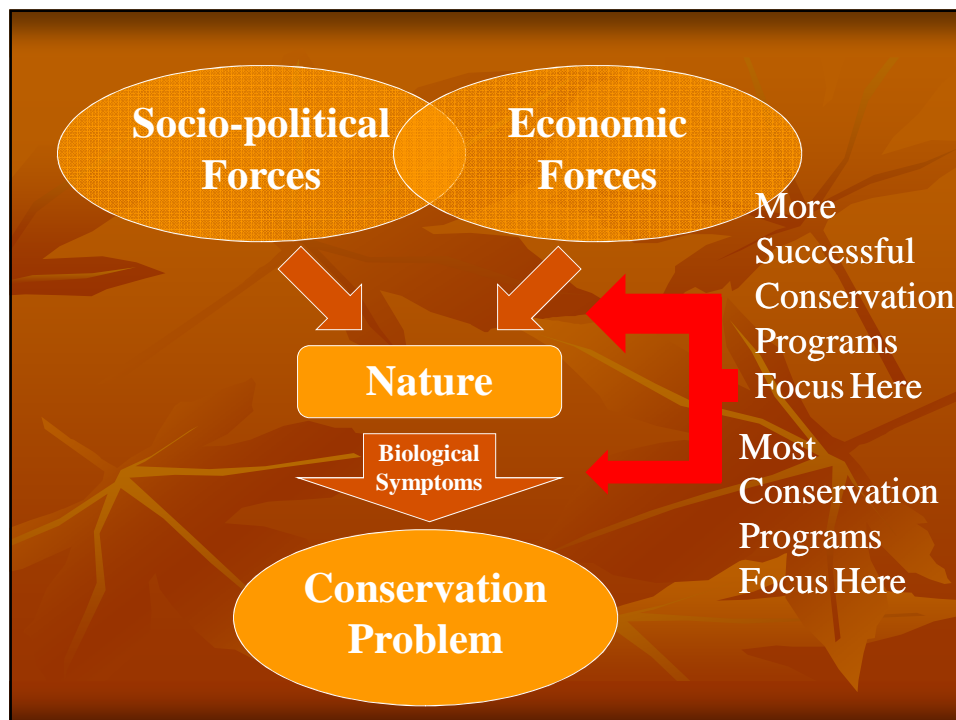 Socio-political
Forces
Economic
Forces
More
Successful
Conservation
Programs
Focus Here
Nature
Biological
Symptoms
Most
Conservation
Programs
Focus Here
Conservation
Problem